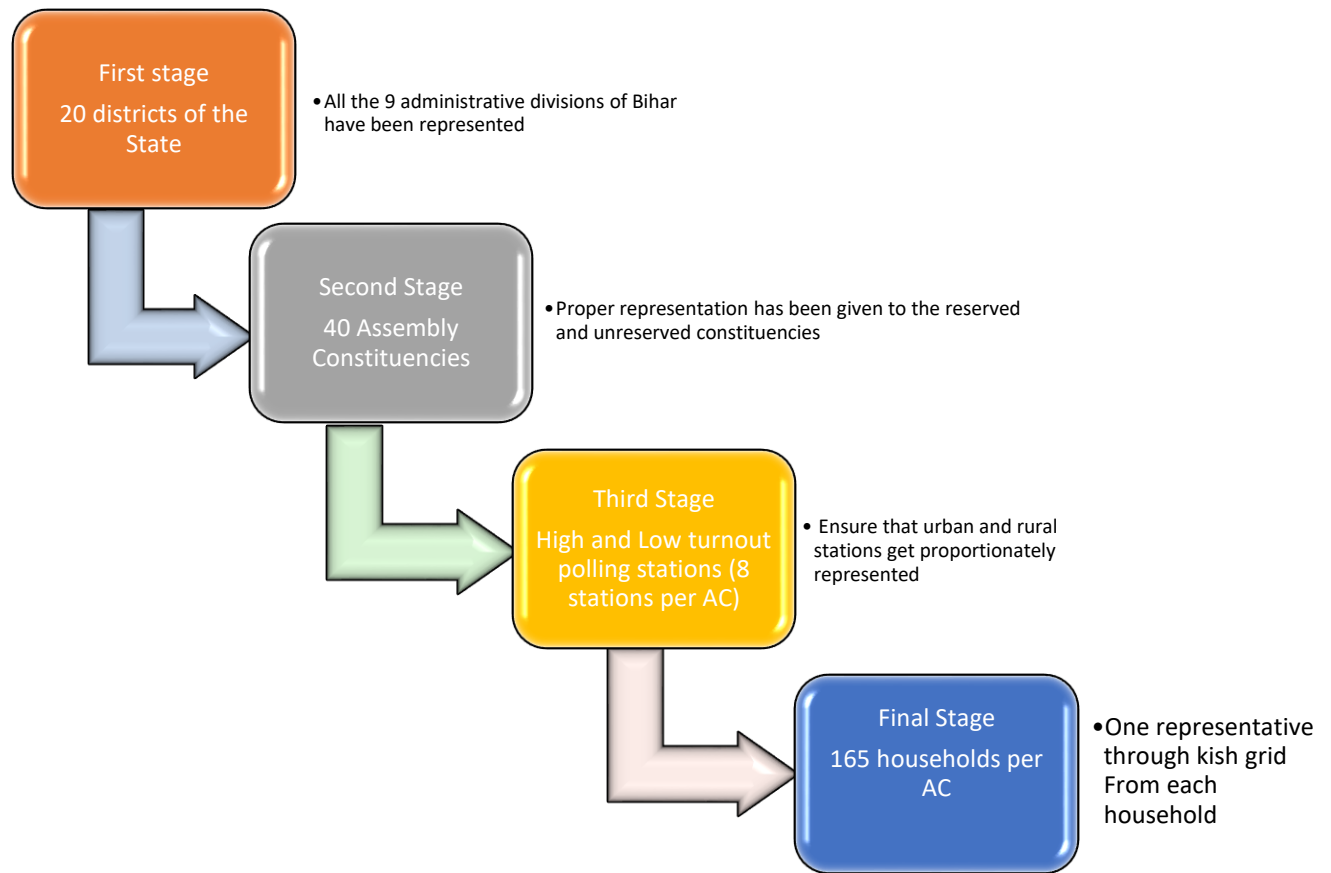 First stage
20 districts of the
State
•All the 9 administrative divisions of Bihar
have been represented
Second Stage
40 Assembly
Constituencies
•Proper representation has been given to the reserved
and unreserved constituencies
Third Stage
High and Low turnout
polling stations (8
stations per AC)
• Ensure that urban and rural
stations get proportionately
represented
Final Stage
165 households per
AC
•One representative
through kish grid
From each
household